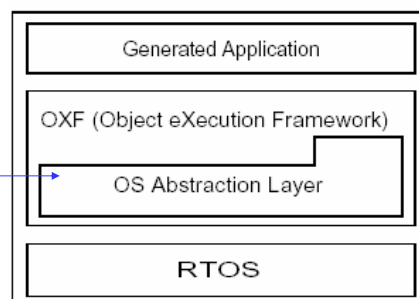 Generated Application
OXF (Object eXecution Framework)
OS Abstraction Layer
RTOS